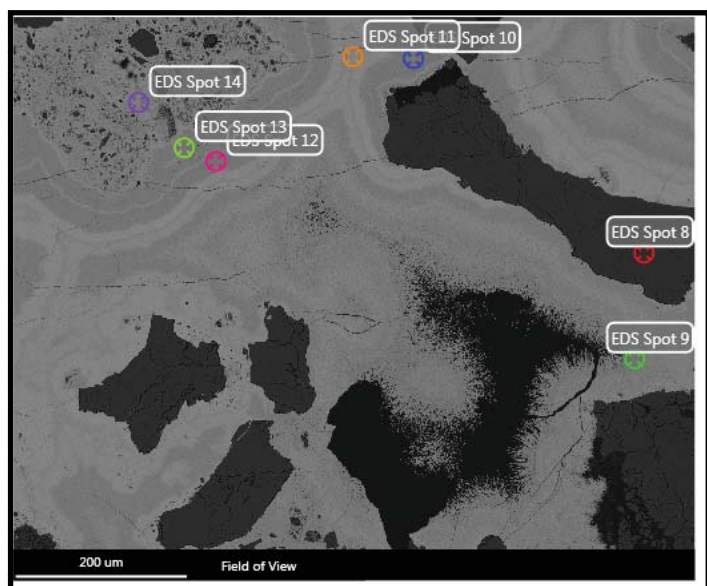 EDS Spot 11
Spot 10
EDS Spot 14
EDS Spot 13
EDS Spot 12
EDS Spot 8
EDS Spot 9
200 um
Field of View